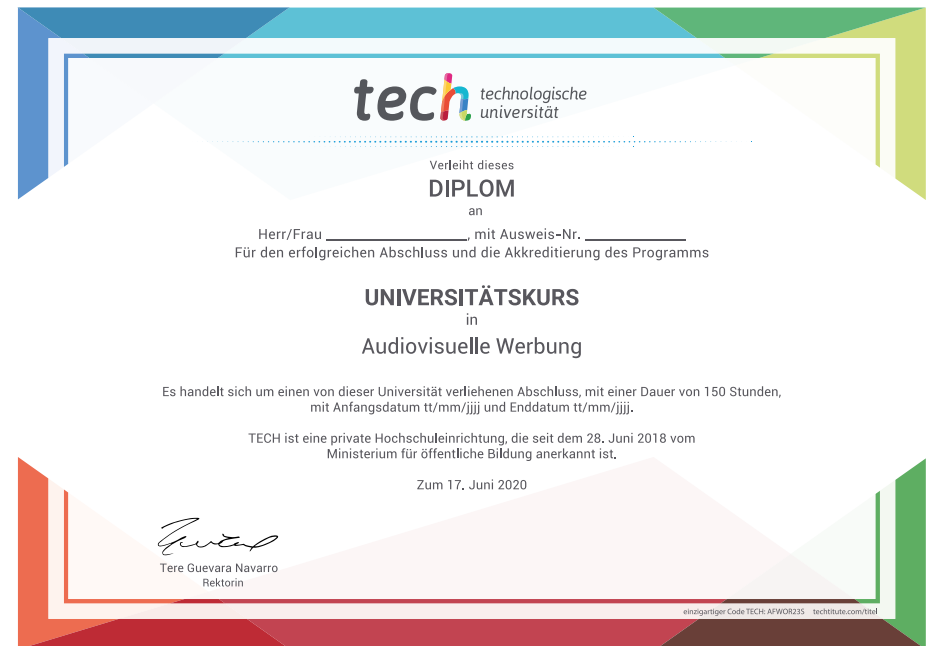 tech technologische
universität
Verleiht dieses
DIPLOM
an
Herr/Frau ____________, mit Ausweis-Nr. ____________
Für den erfolgreichen Abschluss und die Akkreditierung des Programms
UNIVERSITÄTSKURS
in
Audiovisuelle Werbung
Es handelt sich um einen von dieser Universität verliehenen Abschluss, mit einer Dauer von 150 Stunden,
mit Anfangsdatum tt/mm/jjjj und Enddatum tt/mm/jjjj.
TECH ist eine private Hochschuleinrichtung, die seit dem 28. Juni 2018 vom
Ministerium für öffentliche Bildung anerkannt ist.
Zum 17. Juni 2020
Tere Guevara Navarro
Rektorin
einzigartiger Code TECH: AFWOR23S techtitute.com/titel